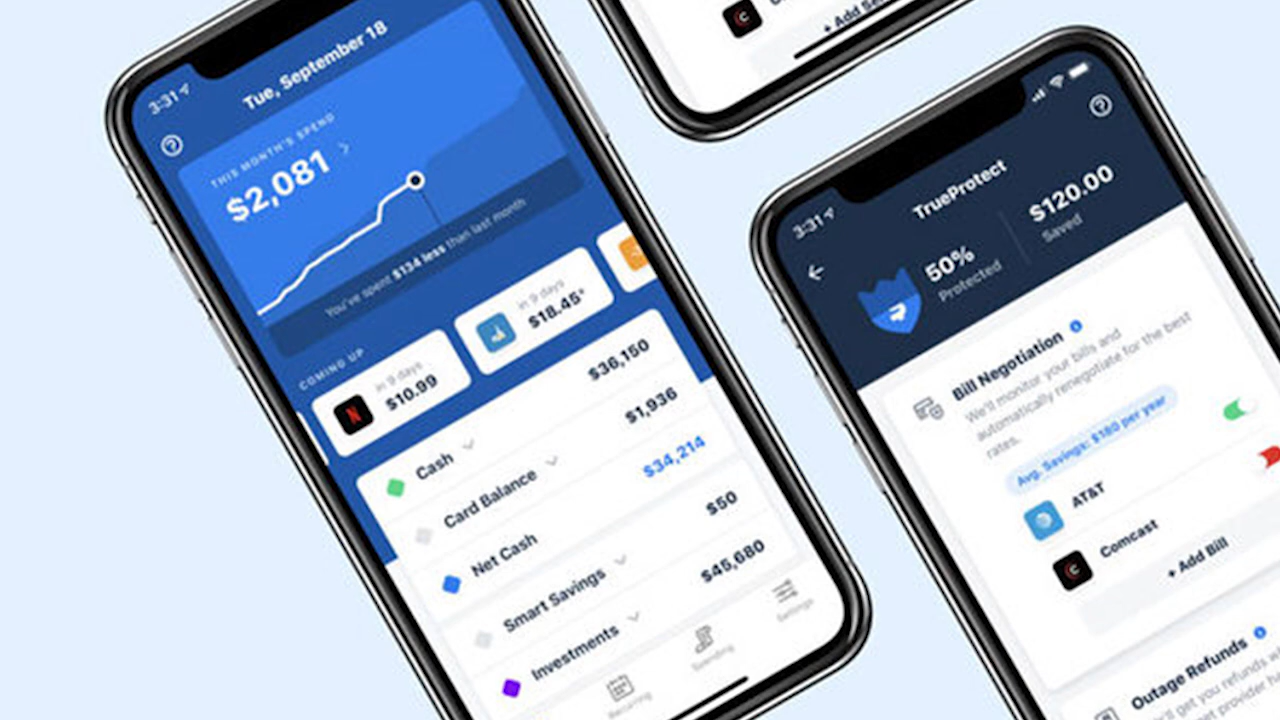 3:31
Tue, September 18
THIS MONTH'S SPEND
$2,081
You've spent $134 less than last month
COMING UP
N
in 9 days
$10.99
in 9 days
$18.45*
Cash
$36,150
Card Balance
$1,936
Net Cash
$34,214
Smart Savings
$50
Investments
$45,680
Recurring
Spending
Settings
C
+ Add
3:31
TrueProtect
50%
Protected
$120.00
Saved
Bill Negotiation
We'll monitor your bills and
automatically renegotiate for the best
rates.
Avg. Savings: $180 per year
AT&T
C
Comcast
+ Add Bill
Outage Refunds
get you refunds
provider